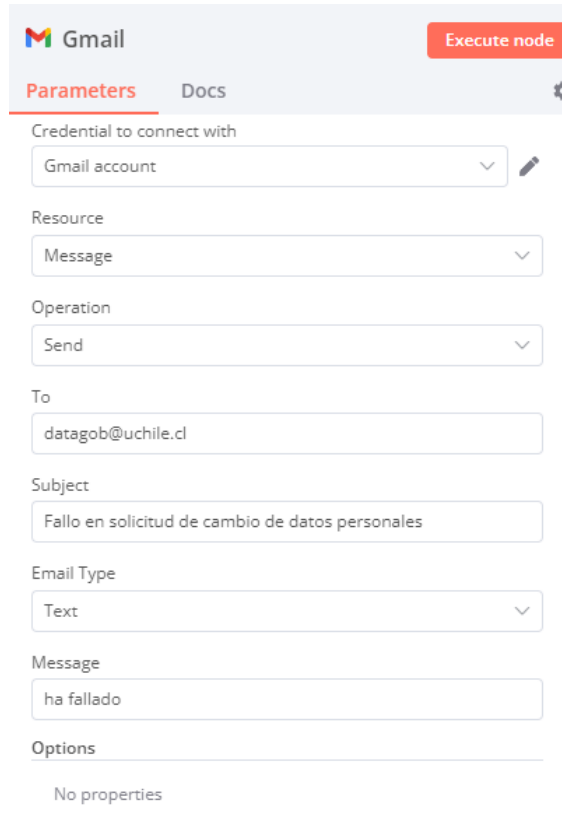 Gmail
Execute node
Parameters
Docs
Credential to connect with
Gmail account
Resource
Message
Operation
Send
To
datagob@uchile.cl
Subject
Fallo en solicitud de cambio de datos personales
Email Type
Text
Message
ha fallado
Options
No properties